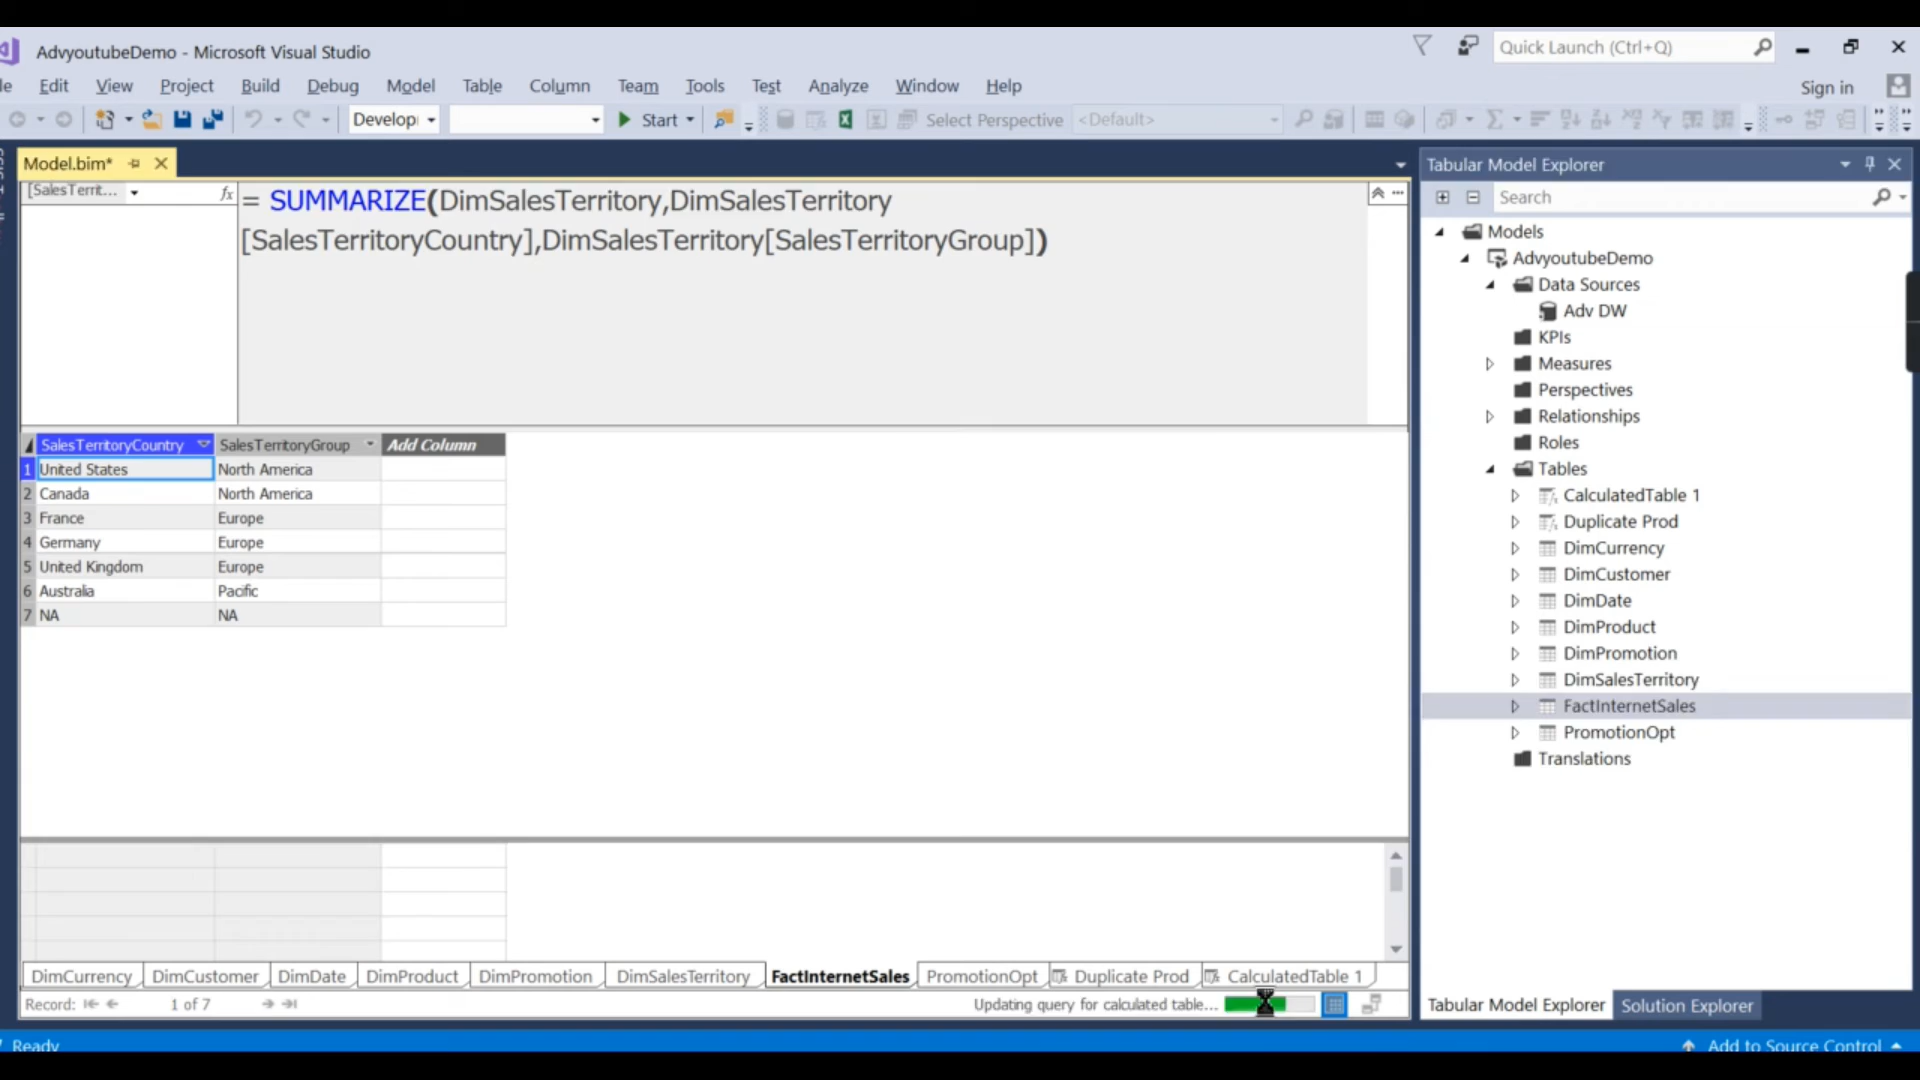 AdvyoutubeDemo - Microsoft Visual Studio
Quick Launch (Ctrl+Q)
Edit View Project Build Debug Model Table Column Team Tools Test Analyze Window Help
Sign in
Develop Start Select Perspective <Default>
Model.bim*
[SalesTerrit...
fx
= SUMMARIZE(DimSalesTerritory,DimSalesTerritory
[SalesTerritoryCountry],DimSalesTerritory[SalesTerritoryGroup])
SalesTerritoryCountry SalesTerritoryGroup Add Column
1 United States North America
2 Canada North America
3 France Europe
4 Germany Europe
5 United Kingdom Europe
6 Australia Pacific
7 NA NA
DimCurrency DimCustomer DimDate DimProduct DimPromotion DimSalesTerritory FactInternetSales PromotionOpt Duplicate Prod CalculatedTable 1
Record: 1 of 7
Updating query for calculated table...
Tabular Model Explorer
Search
Models
AdvyoutubeDemo
Data Sources
Adv DW
KPIs
Measures
Perspectives
Relationships
Roles
Tables
CalculatedTable 1
Duplicate Prod
DimCurrency
DimCustomer
DimDate
DimProduct
DimPromotion
DimSalesTerritory
FactInternetSales
PromotionOpt
Translations
Tabular Model Explorer Solution Explorer
Ready
Add to Source Control